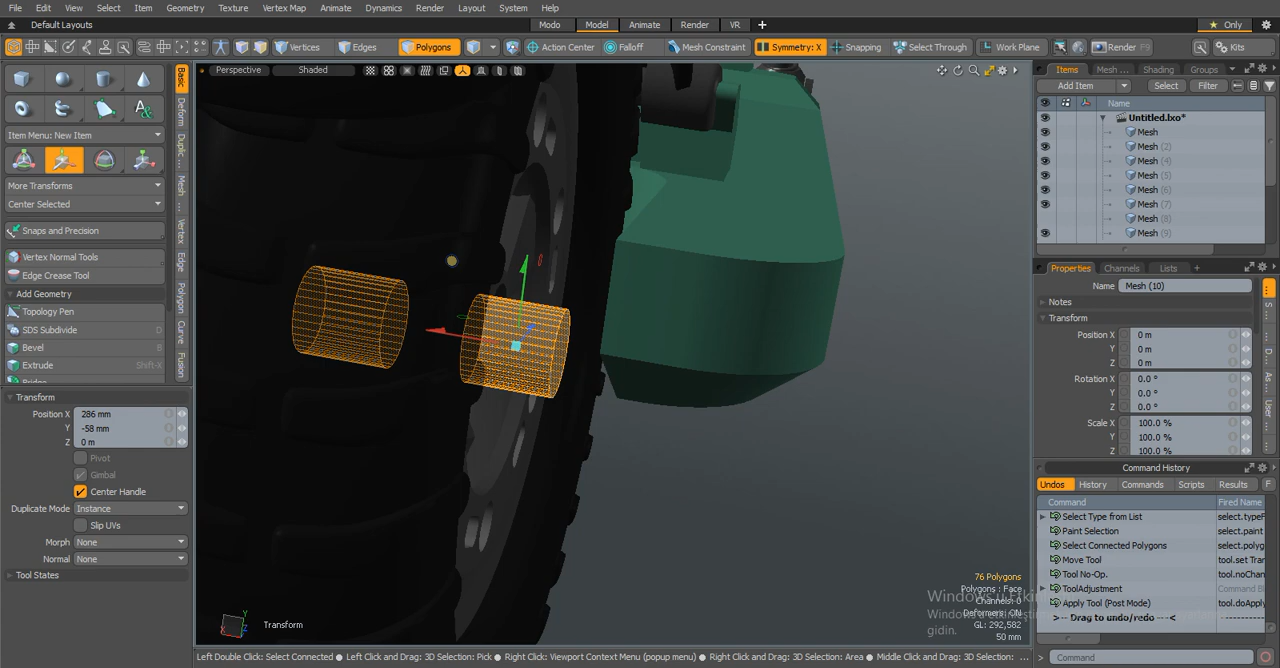 File Edit View Select Item Geometry Texture Vertex Map Animate Dynamics Render Layout System Help
Default Layouts Modo Model Animate Render VR Only
Vertices Edges Polygons Action Center Falloff Mesh Constraint Symmetry: X Snapping Select Through Work Plane Render F9 Kits
Perspective Shaded
Basic
Deform
Duplic ...
Mesh ...
Vertex
Edge
Polygon
Curve
Fusion
Item Menu: New Item
More Transforms
Center Selected
Snaps and Precision
Vertex Normal Tools
Edge Crease Tool
Add Geometry
Topology Pen
SDS Subdivide D
Bevel B
Extrude Shift-X
Bridge
Transform
Position X 286 mm
Y -58 mm
Z 0 m
Pivot
Gimbal
Center Handle
Duplicate Mode Instance
Slip UVs
Morph None
Normal None
Tool States
Y
X Z
Transform
76 Polygons
Polygons : Face
Channels: 0
Deformers: ON
GL: 292,582
50 mm
gidin.
Left Double Click: Select Connected ● Left Click and Drag: 3D Selection: Pick ● Right Click: Viewport Context Menu (popup menu) ● Right Click and Drag: 3D Selection: Area ● Middle Click and Drag: 3D Selection: ...
Items Mesh ... Shading Groups
Add Item Select Filter
Name
Untitled.lxo*
Mesh
Mesh (2)
Mesh (4)
Mesh (5)
Mesh (6)
Mesh (7)
Mesh (8)
Mesh (9)
Properties Channels Lists +
Name Mesh (10)
Notes
Transform
Position X 0 m
Y 0 m
Z 0 m
Rotation X 0.0 °
Y 0.0 °
Z 0.0 °
Scale X 100.0 %
Y 100.0 %
Z 100.0 %
S ...
D...
As...
User ...
Command History
Undos History Commands Scripts Results F
Command Fired Name
Select Type from List select.typeF
Paint Selection select.paint
Select Connected Polygons select.polyg
Move Tool tool.set Tra
Tool No-Op. tool.noChan
ToolAdjustment Command Bl
Apply Tool (Post Mode) tool.doApply
>-- Drag to undo/redo ---<
Command